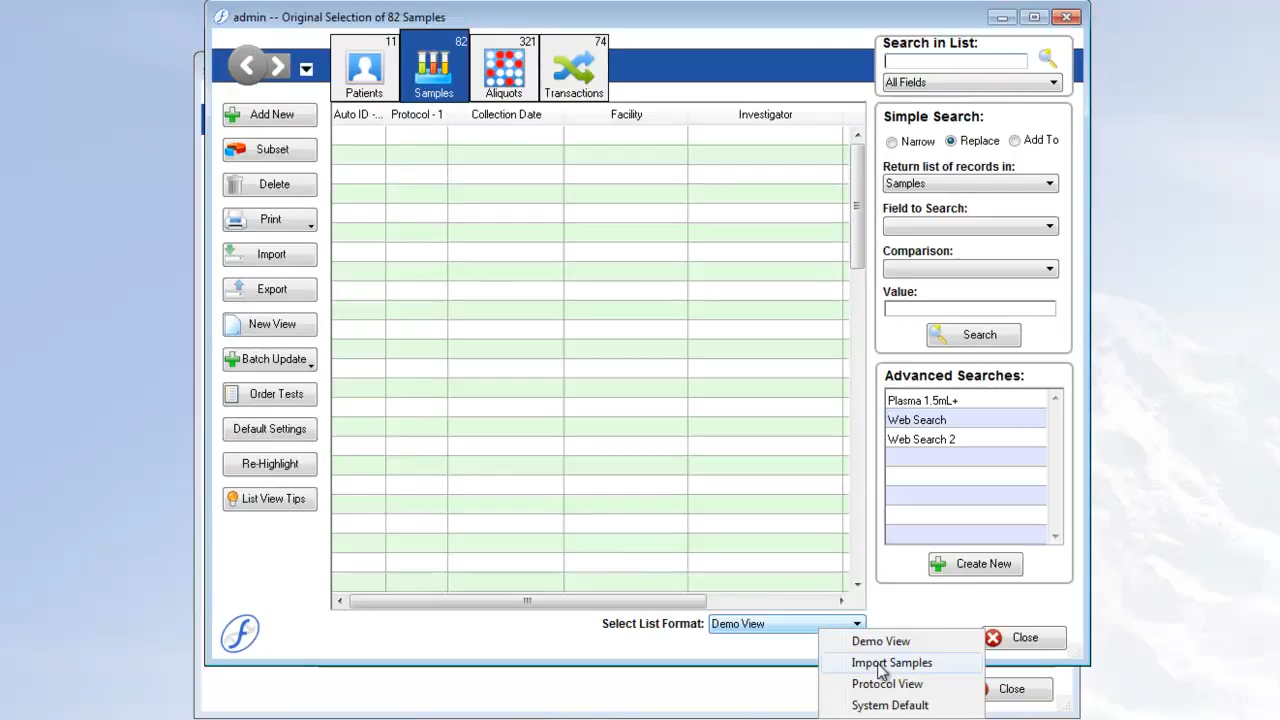 admin -- Original Selection of 82 Samples
11
82
321
74
Patients
Samples
Aliquots
Transactions
Add New
Subset
Delete
Print
Import
Export
New View
Batch Update
Order Tests
Default Settings
Re-Highlight
List View Tips
Auto ID -... Protocol - 1 Collection Date Facility Investigator
Select List Format: Demo View
Demo View
Import Samples
Protocol View
System Default
Search in List:
All Fields
Simple Search:
Narrow Replace Add To
Return list of records in:
Samples
Field to Search:
Comparison:
Value:
Search
Advanced Searches:
Plasma 1.5mL+
Web Search
Web Search 2
Create New
Close
Close